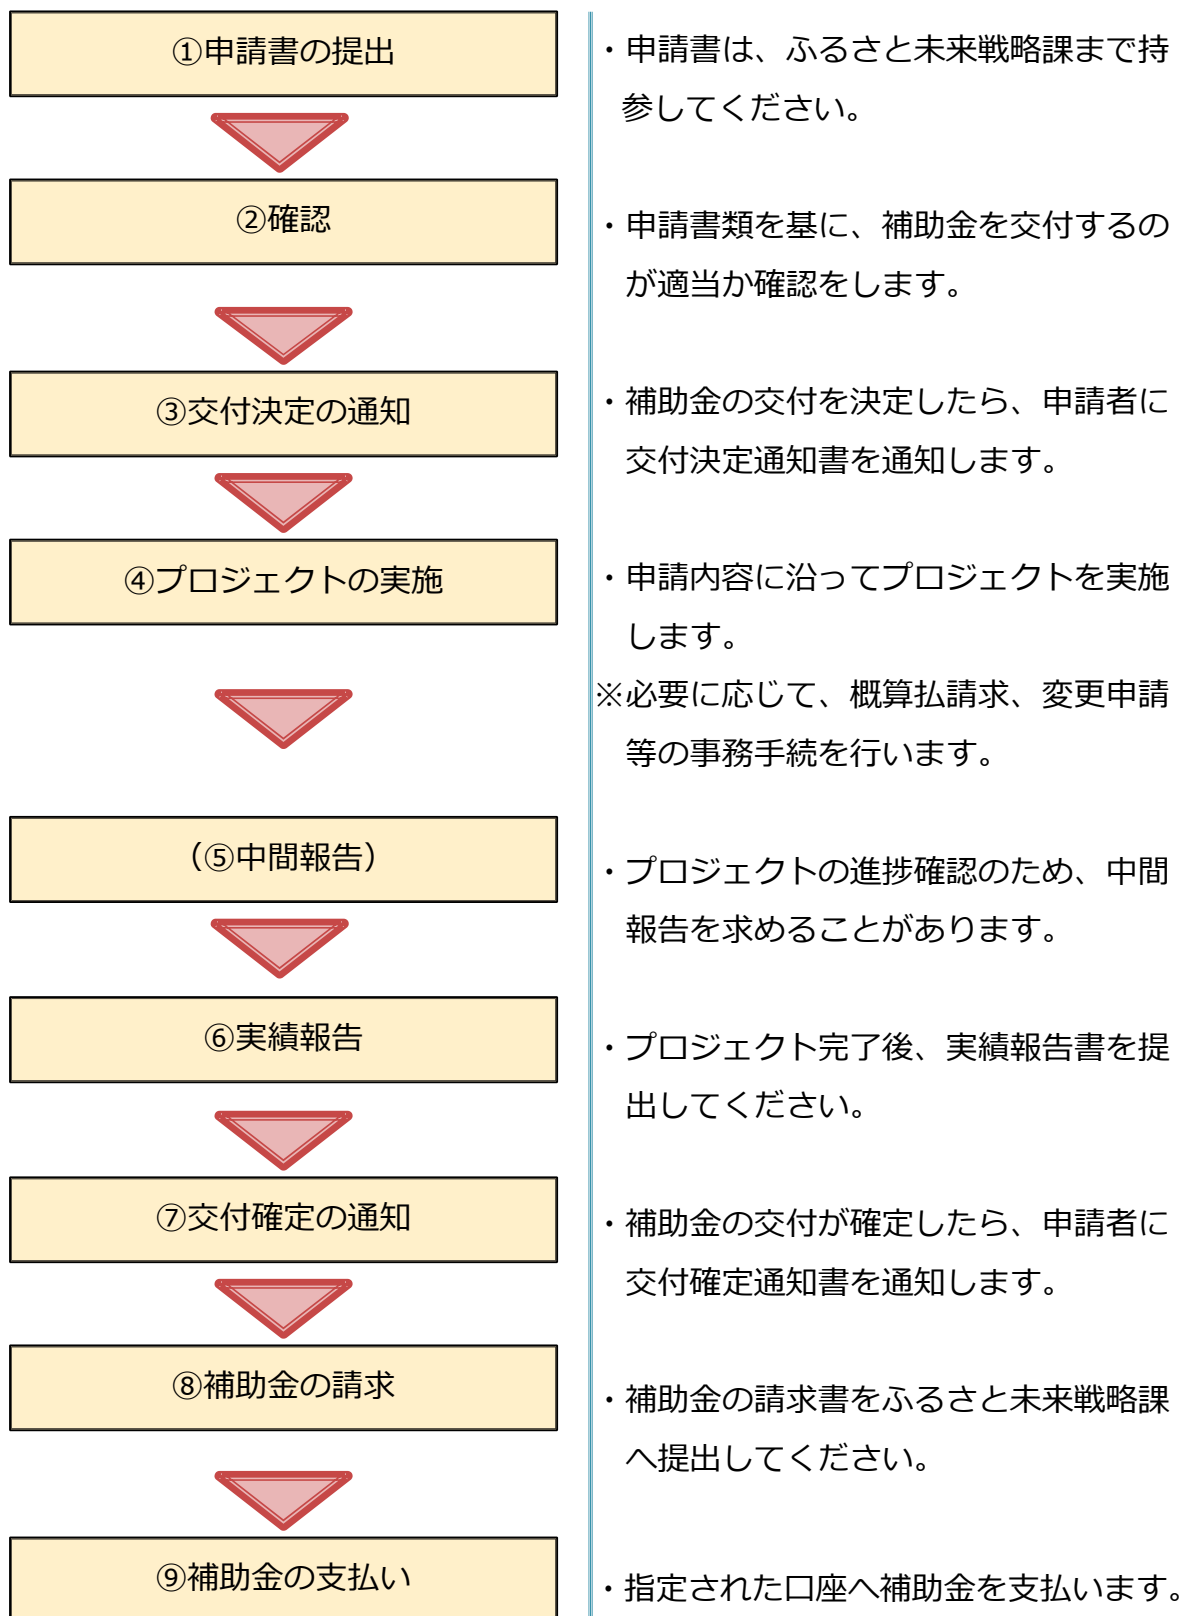 ①申請書の提出
・申請書は、ふるさと未来戦略課まで持
参してください。
②確認
・申請書類を基に、補助金を交付するの
が適当か確認をします。
③交付決定の通知
・補助金の交付を決定したら、申請者に
交付決定通知書を通知します。
④プロジェクトの実施
・申請内容に沿ってプロジェクトを実施
します。
※必要に応じて、概算払請求、変更申請
等の事務手続を行います。
（⑤中間報告）
・プロジェクトの進捗確認のため、中間
報告を求めることがあります。
⑥実績報告
・プロジェクト完了後、実績報告書を提
出してください。
⑦交付確定の通知
・補助金の交付が確定したら、申請者に
交付確定通知書を通知します。
⑧補助金の請求
・補助金の請求書をふるさと未来戦略課
へ提出してください。
⑨補助金の支払い
・指定された口座へ補助金を支払います。